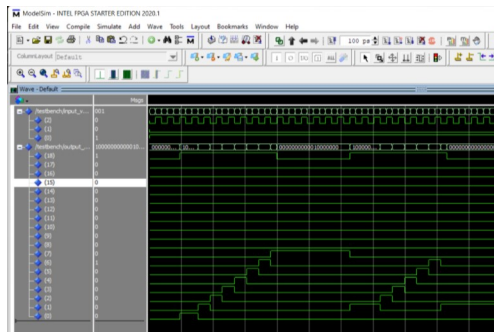 ModelSim - INTEL FPGA STARTER EDITION 2020.1
File Edit View Compile Simulate Add Wave Tools Layout Bookmarks Window Help
100 ps
ColumnLayout Default
Wave - Default
Msgs
/testbench/input_v... 001
(2) 0
(1) 0
(0) 1
/testbench/output_... 1000000000010...
(18) 1
(17) 0
(16) 0
(15) 0
(14) 0
(13) 0
(12) 0
(11) 0
(10) 0
(9) 0
(8) 0
(7) 0
(6) 1
(5) 0
(4) 0
(3) 0
(2) 0
(1) 0
(0) 0